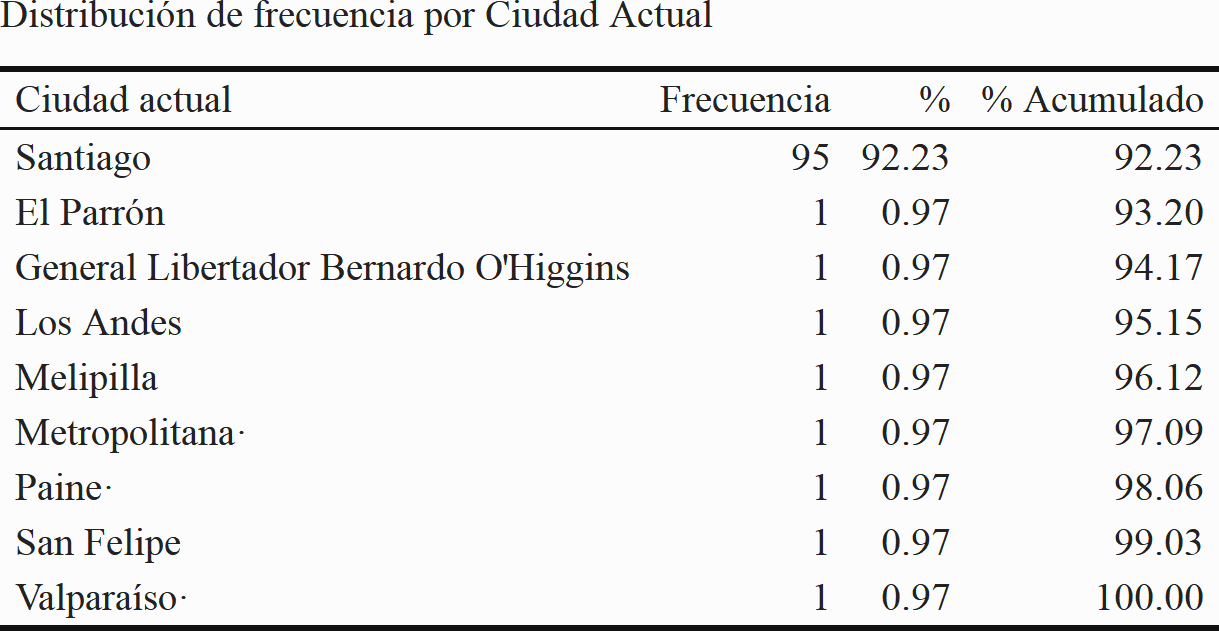 Distribución de frecuencia por Ciudad Actual
Ciudad actual Frecuencia % % Acumulado
Santiago 95 92.23 92.23
El Parrón 1 0.97 93.20
General Libertador Bernardo O'Higgins 1 0.97 94.17
Los Andes 1 0.97 95.15
Melipilla 1 0.97 96.12
Metropolitana· 1 0.97 97.09
Paine· 1 0.97 98.06
San Felipe 1 0.97 99.03
Valparaíso· 1 0.97 100.00